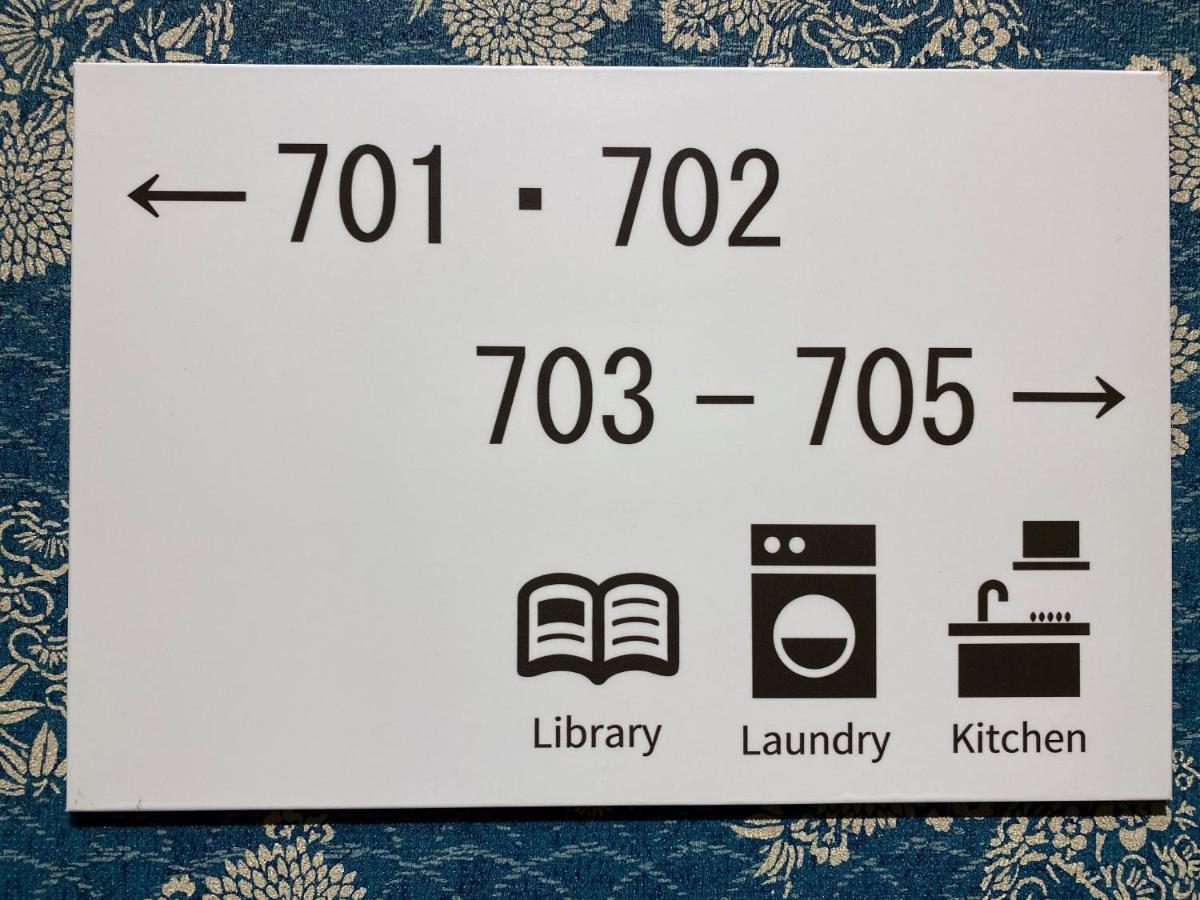 ← 701 ▪ 702
703 － 705 →
Library Laundry Kitchen